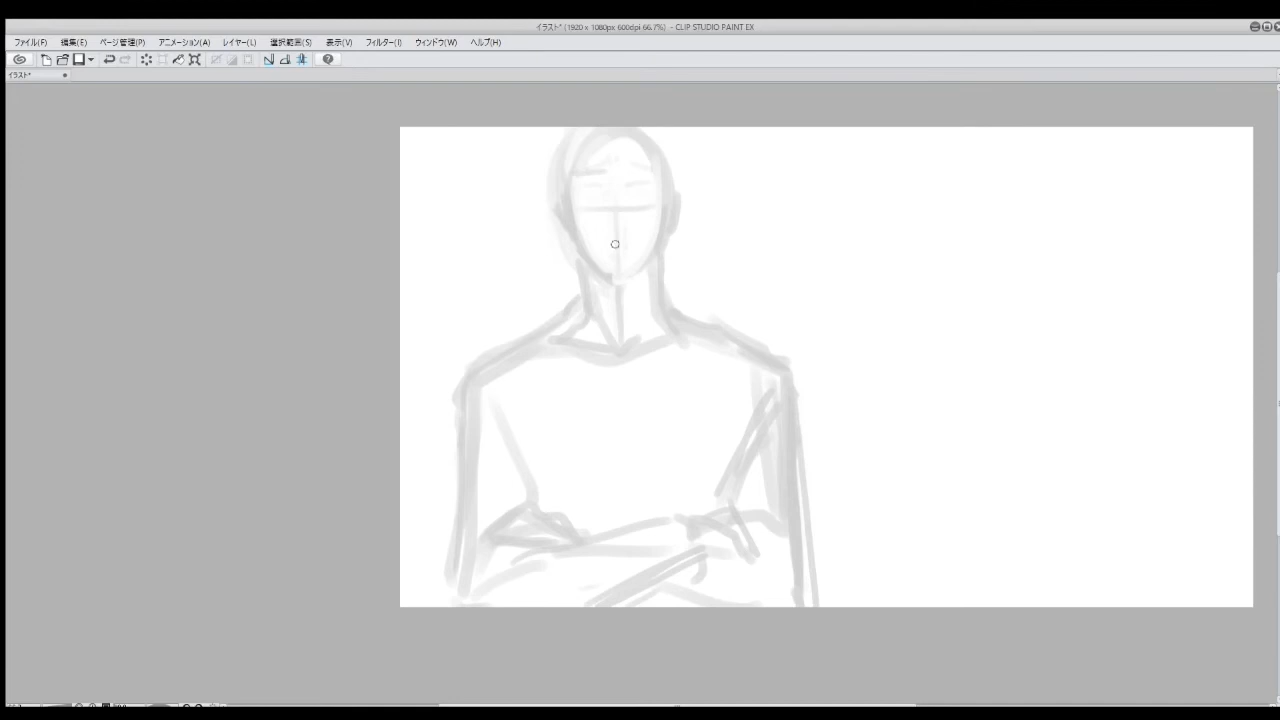 イラスト* (1920 x 1080px 600dpi 66.7%) - CLIP STUDIO PAINT EX
ファイル(F) 編集(E) ページ管理(P) アニメーション(A) レイヤー(L) 選択範囲(S) 表示(V) フィルター(I) ウィンドウ(W) ヘルプ(H)
イラスト*